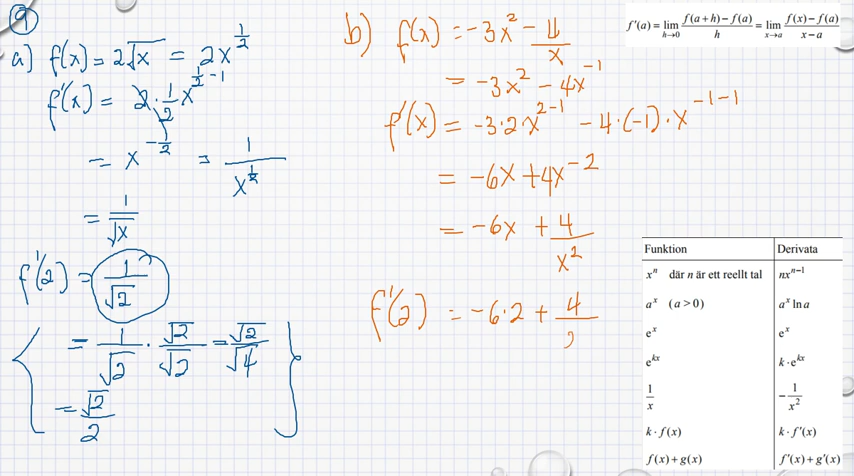 9
a) f(x) = 2√x = 2x^(1/2)
f'(x) = 2 · 1/2 x^(1/2 - 1)
= x^(-1/2) = 1/x^(1/2)
= 1/√x
f'(2) = 1/√2
{ = 1/√2 · √2/√2 = √2/√4
= √2/2 }
b) f(x) = -3x² - 4/x
= -3x² - 4x^(-1)
f'(x) = -3·2x^(2-1) - 4·(-1)·x^(-1-1)
= -6x + 4x^(-2)
= -6x + 4/x²
f'(2) = -6·2 + 4/
f'(a) = lim h→0 (f(a+h) − f(a))/h = lim x→a (f(x) − f(a))/(x − a)
Funktion Derivata
xⁿ där n är ett reellt tal nxⁿ⁻¹
aˣ (a > 0) aˣ ln a
eˣ eˣ
e^(kx) k · e^(kx)
1/x −1/x²
k · f(x) k · f'(x)
f(x) + g(x) f'(x) + g'(x)